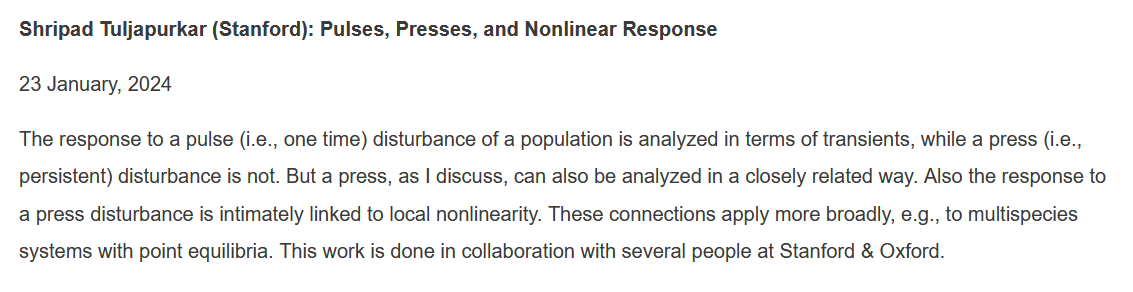 Shripad Tuljapurkar (Stanford): Pulses, Presses, and Nonlinear Response
23 January, 2024
The response to a pulse (i.e., one time) disturbance of a population is analyzed in terms of transients, while a press (i.e.,
persistent) disturbance is not. But a press, as I discuss, can also be analyzed in a closely related way. Also the response to
a press disturbance is intimately linked to local nonlinearity. These connections apply more broadly, e.g., to multispecies
systems with point equilibria. This work is done in collaboration with several people at Stanford & Oxford.